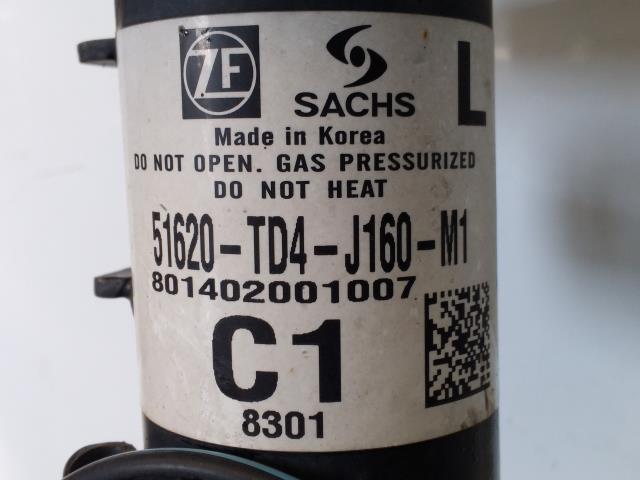 ZF SACHS L
Made in Korea
DO NOT OPEN. GAS PRESSURIZED
DO NOT HEAT
51620-TD4-J160-M1
801402001007
C1
8301